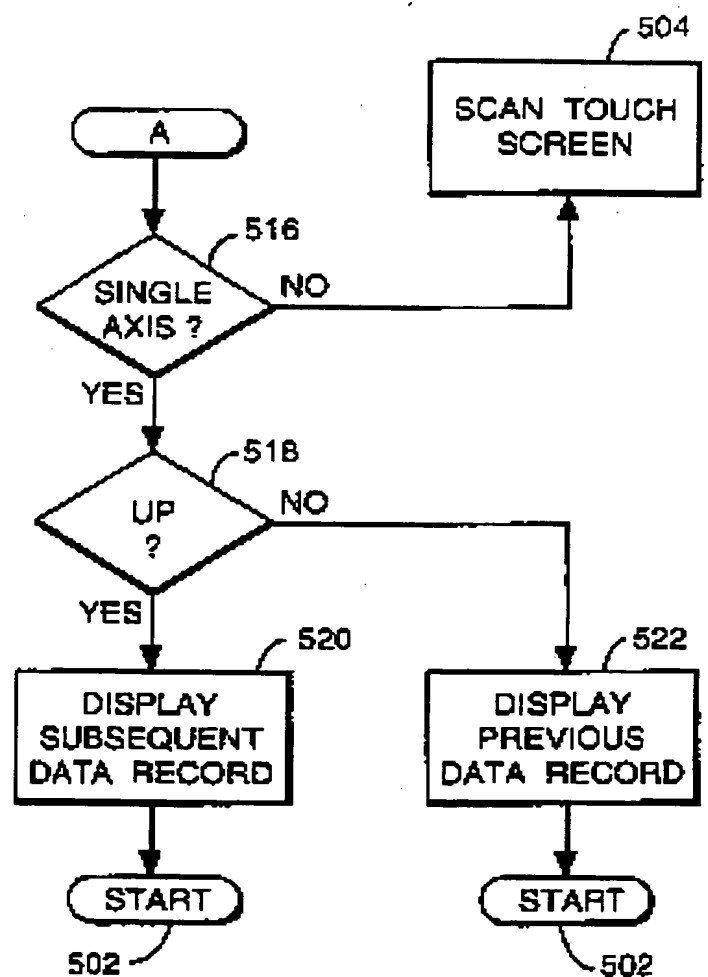 504
SCAN TOUCH
SCREEN
A
516
SINGLE
AXIS ?
NO
YES
518
UP
?
NO
YES
520
DISPLAY
SUBSEQUENT
DATA RECORD
522
DISPLAY
PREVIOUS
DATA RECORD
START
START
502
502